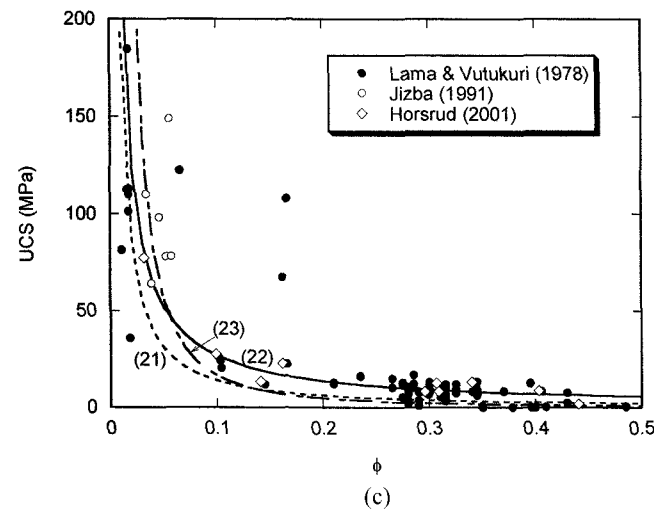 200
150
100
50
0
UCS (MPa)
Lama & Vutukuri (1978)
Jizba (1991)
Horsrud (2001)
(21)
(23)
(22)
0
0.1
0.2
0.3
0.4
0.5
ϕ
(c)